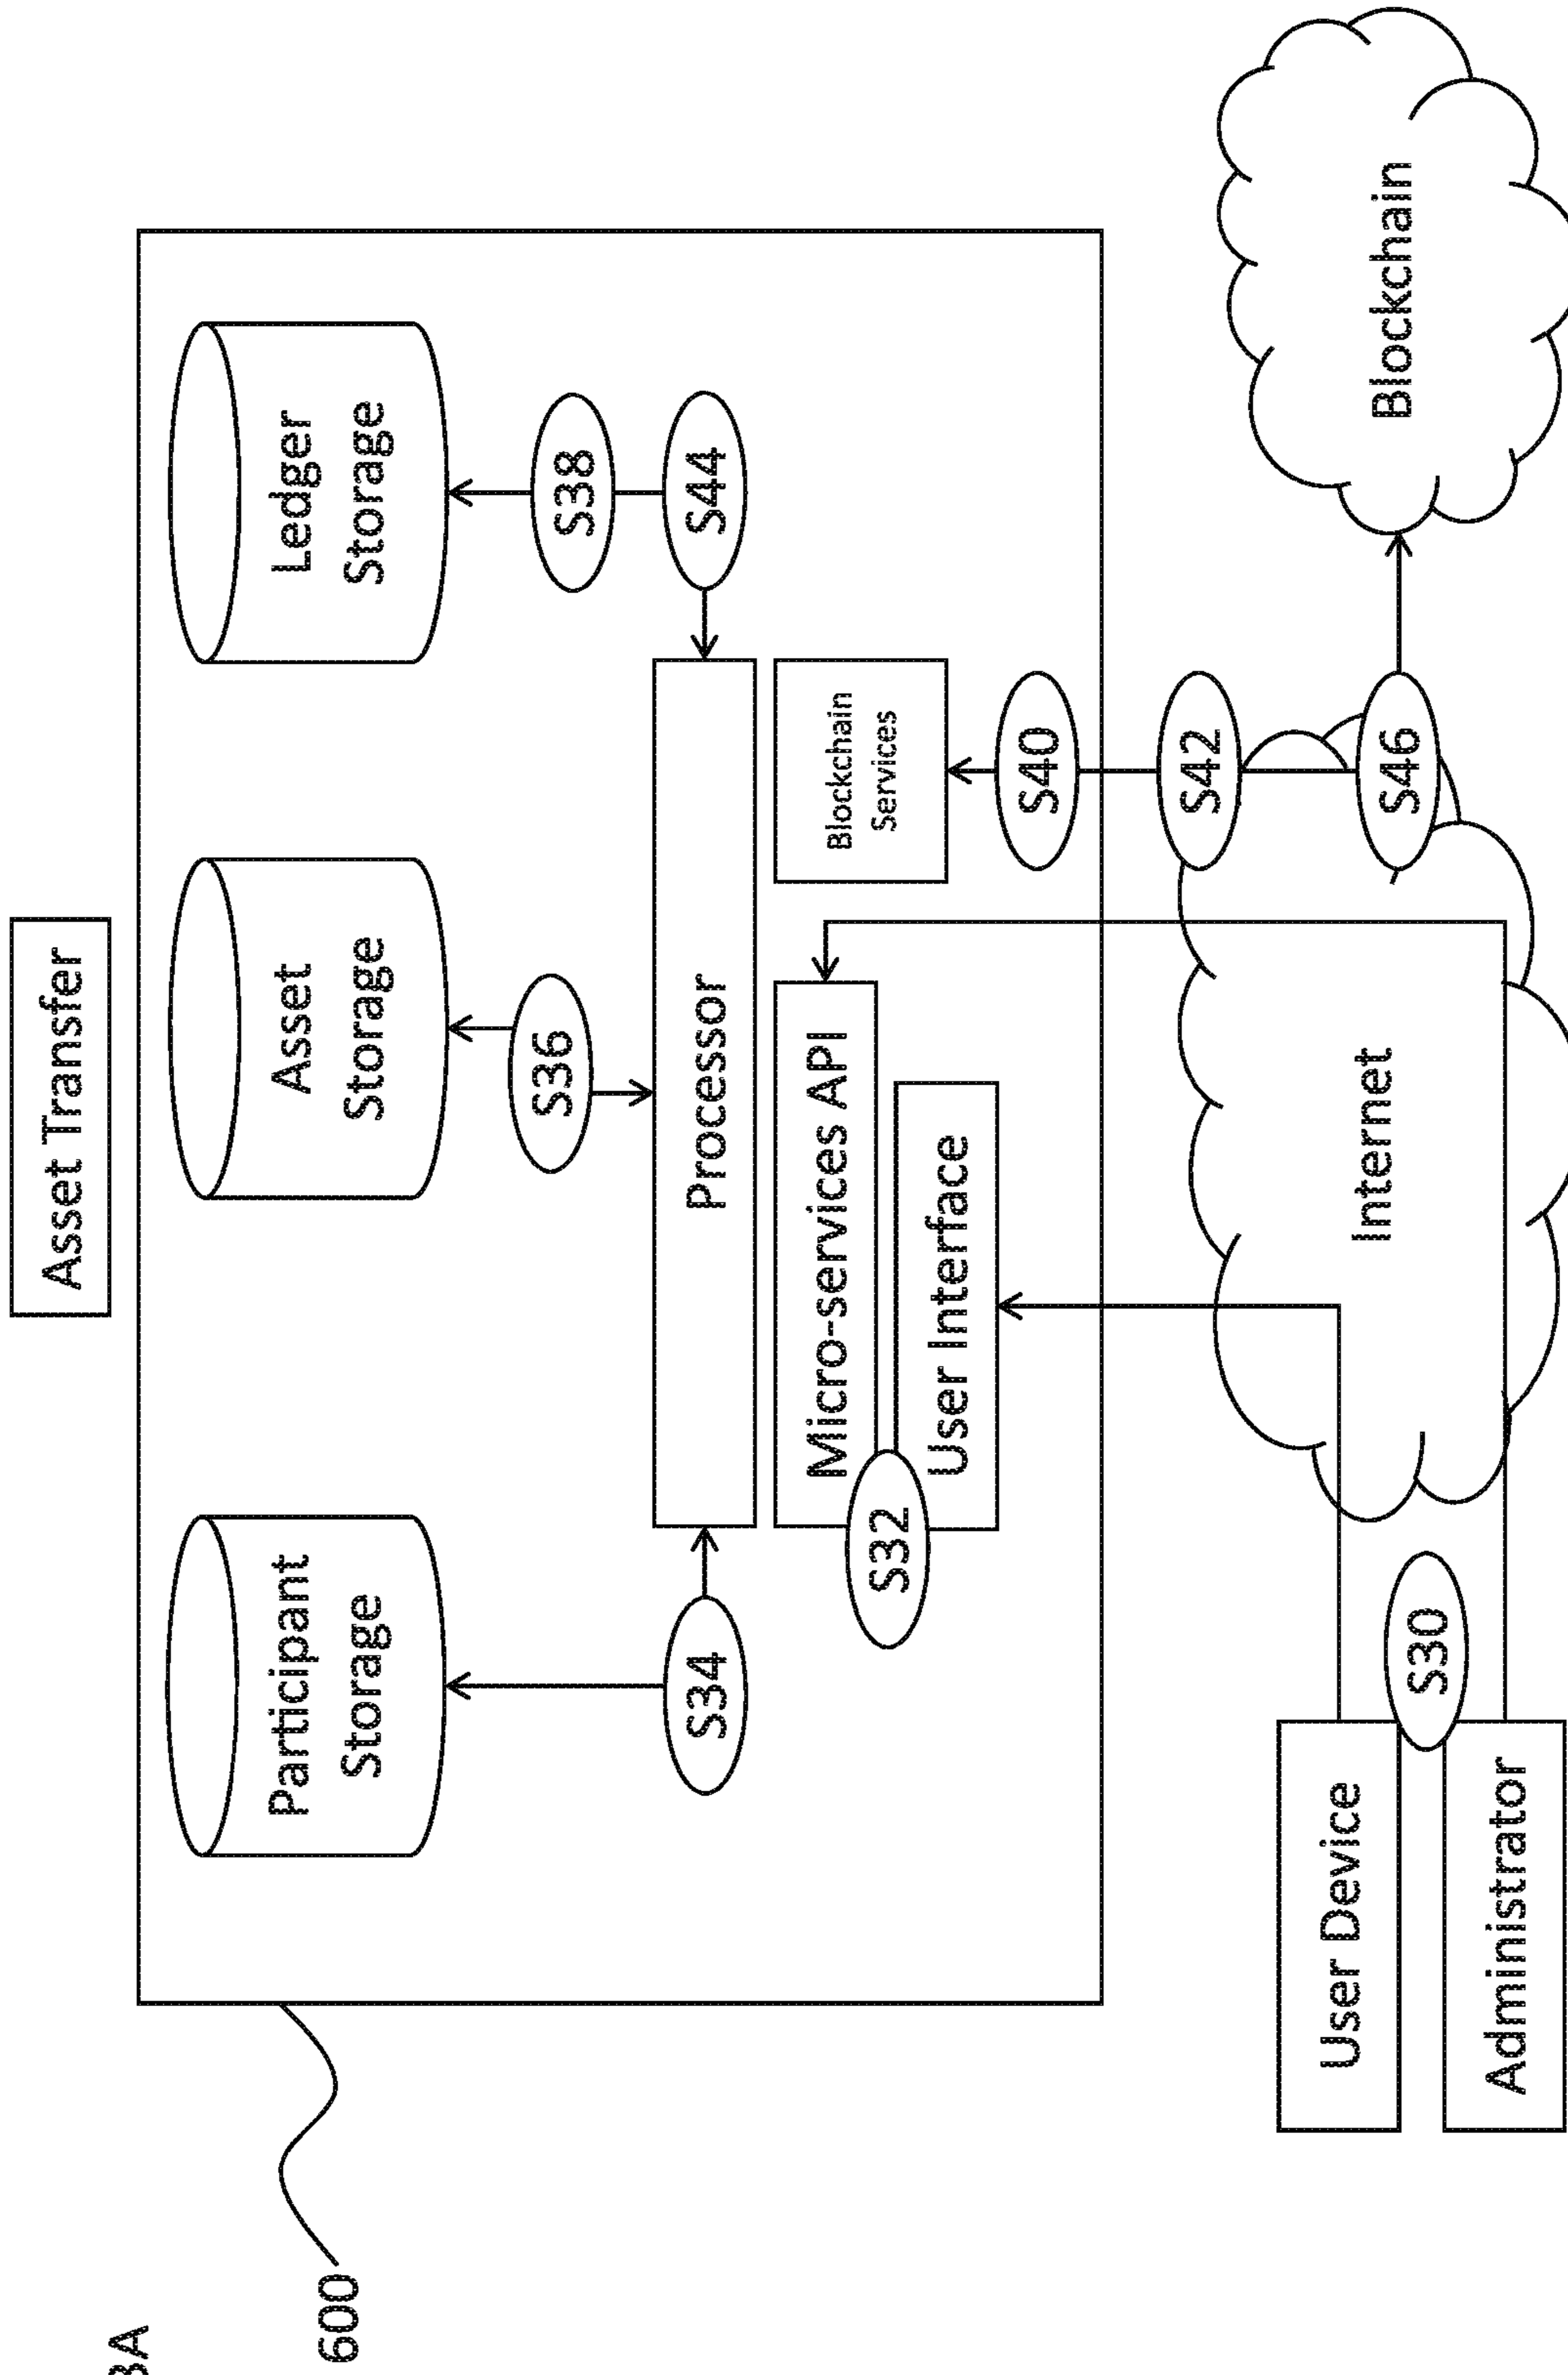 Asset Transfer
600
Participant
Storage
Asset
Storage
Ledger
Storage
S36
S38
S34
Processor
S44
Micro-services API
Blockchain
Services
S32
User Interface
S40
S42
User Device
S30
Internet
S46
Blockchain
Administrator